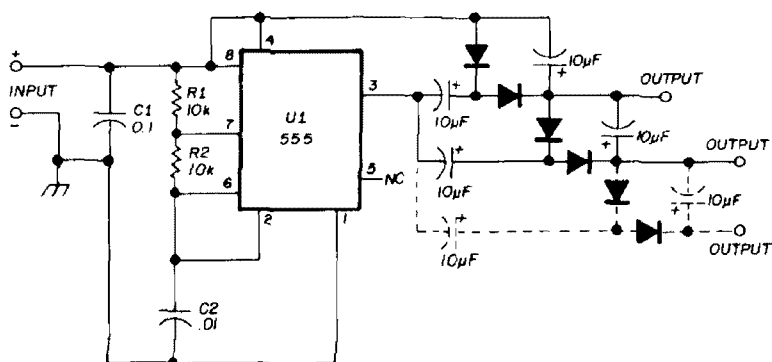 +
INPUT
-
C1
0.1
R1
10k
R2
10k
C2
.01
8
4
7
6
2
1
3
5
NC
U1
555
+
10µF
+
10µF
+
10µF
+
10µF
+
10µF
+
10µF
OUTPUT
OUTPUT
OUTPUT